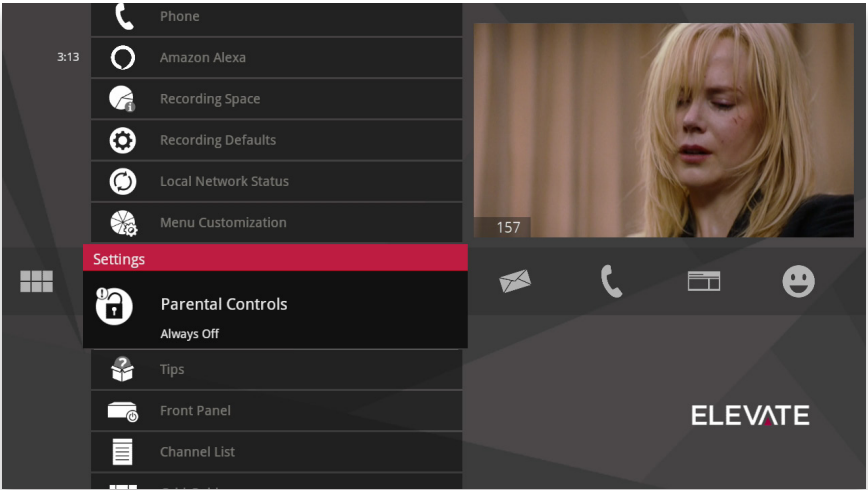 Phone
3:13
Amazon Alexa
Recording Space
Recording Defaults
Local Network Status
Menu Customization
157
Settings
Parental Controls
Always Off
Tips
Front Panel
ELEVATE
Channel List